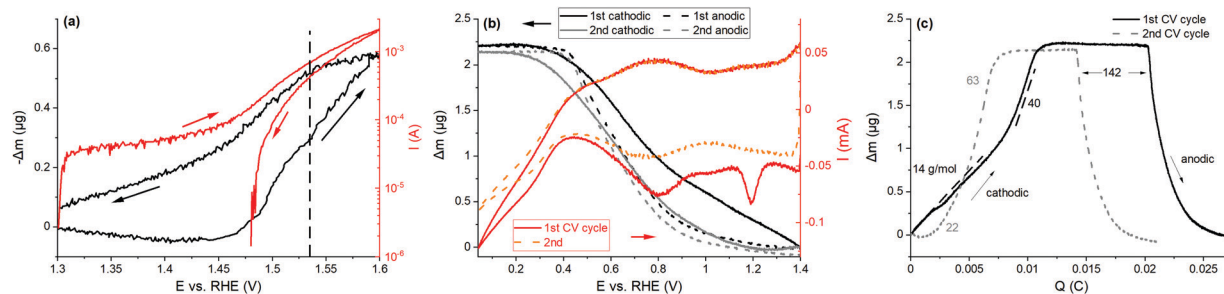 (a)
0.6
0.4
0.2
0
-Δm (µg)
10⁻³
10⁻⁴
10⁻⁵
10⁻⁶
I (A)
1.3 1.4 1.45 1.5 1.55 1.6
E vs. RHE (V)
(b)
1st cathodic 1st anodic
2nd cathodic 2nd anodic
2.5
2
1.5
1
0.5
0
Δm (µg)
0.05
0
-0.05
-0.1
I (mA)
1st CV cycle
2nd
0.2 0.4 0.6 0.8 1 1.2 1.4
E vs. RHE (V)
(c)
1st CV cycle
2nd CV cycle
2.5
2
1.5
1
0.5
0
Δm (µg)
63
142
40
14 g/mol
cathodic
22
anodic
0 0.005 0.01 0.015 0.02 0.025
Q (C)